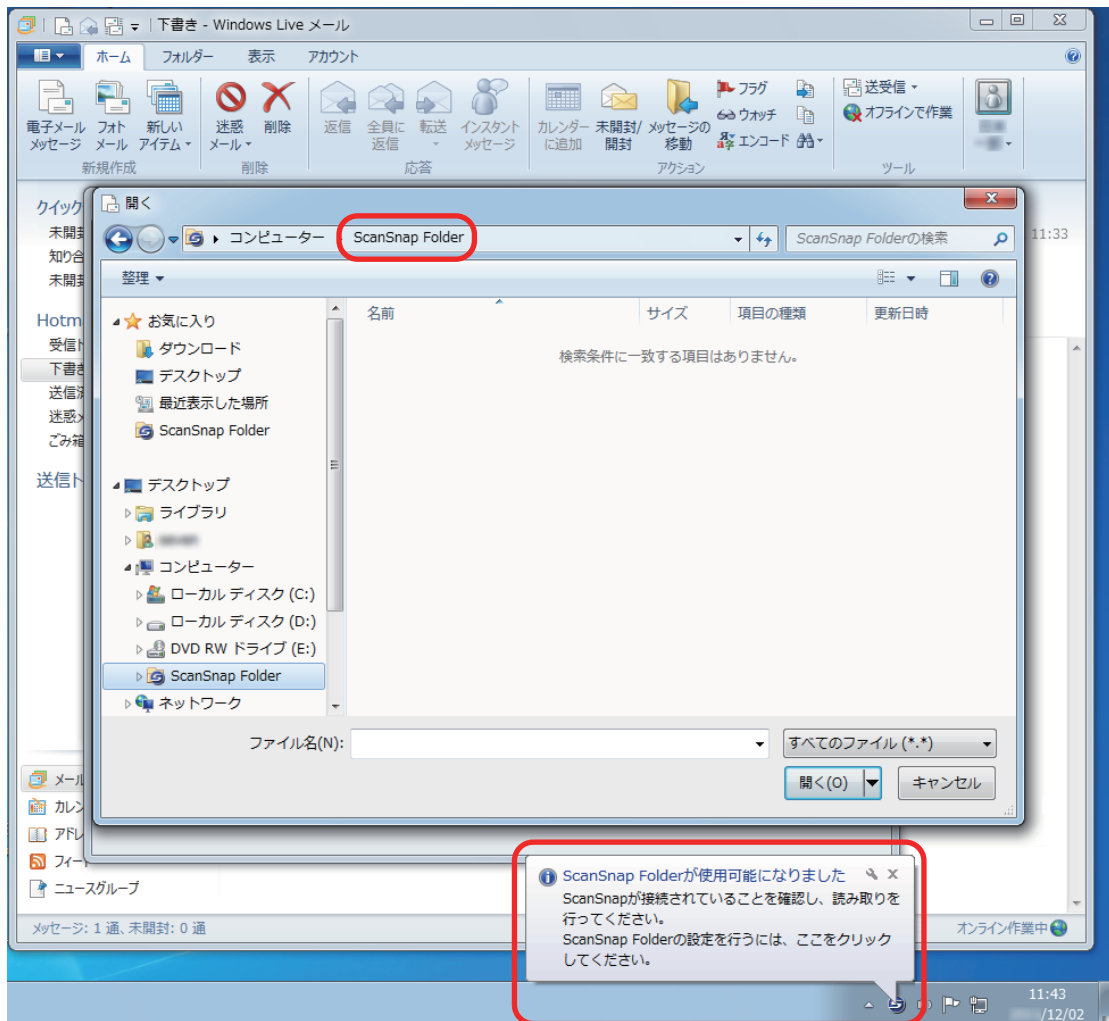 下書き - Windows Live メール
ホーム フォルダー 表示 アカウント
電子メール メッセージ
フォト メール
新しい アイテム
新規作成
迷惑 メール
削除
削除
返信
全員に 返信
転送
インスタント メッセージ
応答
カレンダー に追加
未開封/ 開封
メッセージの 移動
フラグ
ウォッチ
エンコード
アクション
送受信
オフラインで作業
ツール
クイック
未開封
知り合
未開封
Hotm
受信ト
下書き
送信済
迷惑メ
ごみ箱
送信ト
11:33
開く
コンピューター ScanSnap Folder
ScanSnap Folderの検索
整理
名前 サイズ 項目の種類 更新日時
検索条件に一致する項目はありません。
お気に入り
ダウンロード
デスクトップ
最近表示した場所
ScanSnap Folder
デスクトップ
ライブラリ
コンピューター
ローカル ディスク (C:)
ローカル ディスク (D:)
DVD RW ドライブ (E:)
ScanSnap Folder
ネットワーク
ファイル名(N):
すべてのファイル (*.*)
開く(O) キャンセル
メール
カレン
アドレ
フィード
ニュースグループ
メッセージ: 1 通、未開封: 0 通
オンライン作業中
ScanSnap Folderが使用可能になりました
ScanSnapが接続されていることを確認し、読み取りを
行ってください。
ScanSnap Folderの設定を行うには、ここをクリック
してください。
11:43
/12/02